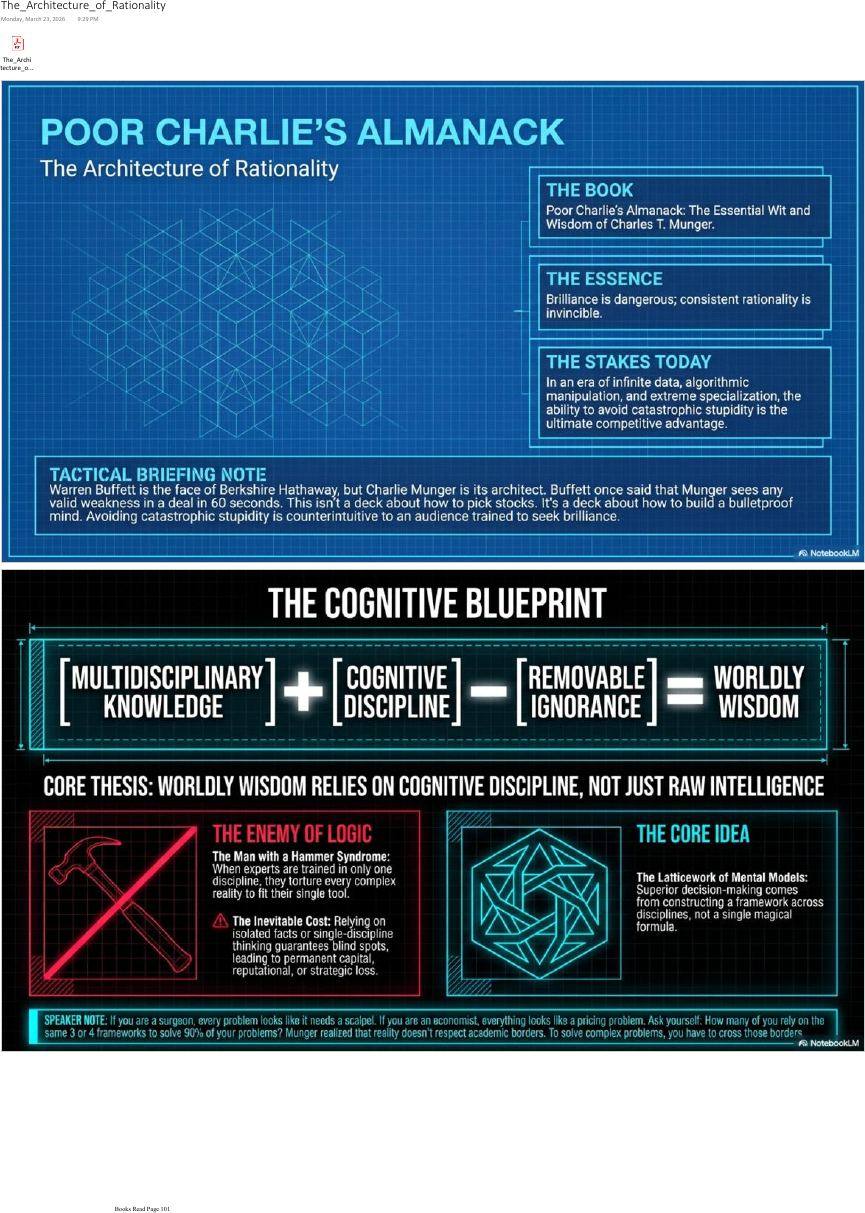 The_Architecture_of_Rationality
Monday, March 23, 2026 9:29 PM
The_Archi
tecture_o...
POOR CHARLIE'S ALMANACK
The Architecture of Rationality
THE BOOK
Poor Charlie's Almanack: The Essential Wit and
Wisdom of Charles T. Munger.
THE ESSENCE
Brilliance is dangerous; consistent rationality is
invincible.
THE STAKES TODAY
In an era of infinite data, algorithmic
manipulation, and extreme specialization, the
ability to avoid catastrophic stupidity is the
ultimate competitive advantage.
TACTICAL BRIEFING NOTE
Warren Buffett is the face of Berkshire Hathaway, but Charlie Munger is its architect. Buffett once said that Munger sees any
valid weakness in a deal in 60 seconds. This isn't a deck about how to pick stocks. It's a deck about how to build a bulletproof
mind. Avoiding catastrophic stupidity is counterintuitive to an audience trained to seek brilliance.
NotebookLM
THE COGNITIVE BLUEPRINT
[MULTIDISCIPLINARY KNOWLEDGE] + [COGNITIVE DISCIPLINE] − [REMOVABLE IGNORANCE] = WORLDLY WISDOM
CORE THESIS: WORLDLY WISDOM RELIES ON COGNITIVE DISCIPLINE, NOT JUST RAW INTELLIGENCE
THE ENEMY OF LOGIC
The Man with a Hammer Syndrome:
When experts are trained in only one
discipline, they torture every complex
reality to fit their single tool.
The Inevitable Cost: Relying on
isolated facts or single-discipline
thinking guarantees blind spots,
leading to permanent capital,
reputational, or strategic loss.
THE CORE IDEA
The Latticework of Mental Models:
Superior decision-making comes
from constructing a framework across
disciplines, not a single magical
formula.
SPEAKER NOTE: If you are a surgeon, every problem looks like it needs a scalpel. If you are an economist, everything looks like a pricing problem. Ask yourself: How many of you rely on the
same 3 or 4 frameworks to solve 90% of your problems? Munger realized that reality doesn't respect academic borders. To solve complex problems, you have to cross those borders.
NotebookLM
Books Read Page 101